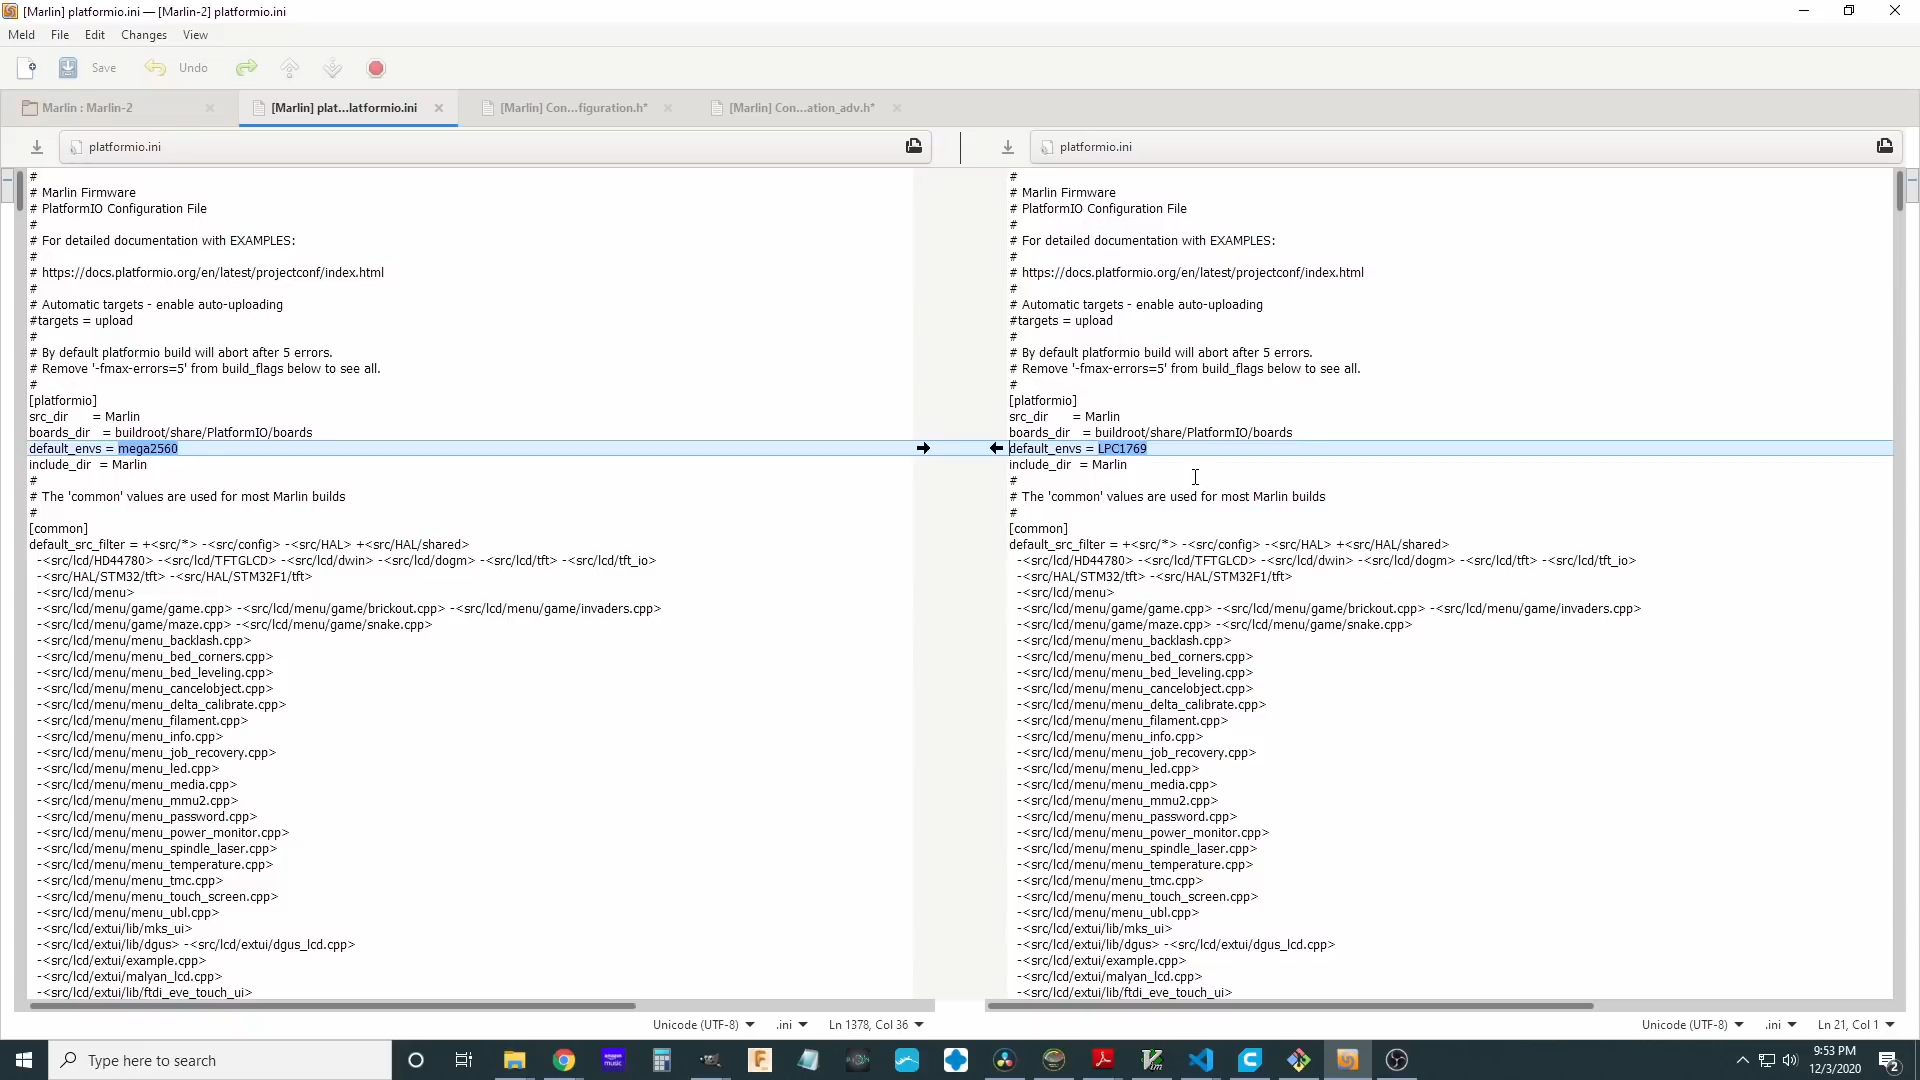 [Marlin] platformio.ini — [Marlin-2] platformio.ini
Meld File Edit Changes View
Save Undo
Marlin : Marlin-2 [Marlin] plat...latformio.ini [Marlin] Con...figuration.h* [Marlin] Con...ation_adv.h*
platformio.ini platformio.ini
#
# Marlin Firmware
# PlatformIO Configuration File
#
# For detailed documentation with EXAMPLES:
#
# https://docs.platformio.org/en/latest/projectconf/index.html
#
# Automatic targets - enable auto-uploading
#targets = upload
#
# By default platformio build will abort after 5 errors.
# Remove '-fmax-errors=5' from build_flags below to see all.
#
[platformio]
src_dir      = Marlin
boards_dir   = buildroot/share/PlatformIO/boards
default_envs = mega2560
include_dir  = Marlin
#
# The 'common' values are used for most Marlin builds
#
[common]
default_src_filter = +<src/*> -<src/config> -<src/HAL> +<src/HAL/shared>
-<src/lcd/HD44780> -<src/lcd/TFTGLCD> -<src/lcd/dwin> -<src/lcd/dogm> -<src/lcd/tft> -<src/lcd/tft_io>
-<src/HAL/STM32/tft> -<src/HAL/STM32F1/tft>
-<src/lcd/menu>
-<src/lcd/menu/game/game.cpp> -<src/lcd/menu/game/brickout.cpp> -<src/lcd/menu/game/invaders.cpp>
-<src/lcd/menu/game/maze.cpp> -<src/lcd/menu/game/snake.cpp>
-<src/lcd/menu/menu_backlash.cpp>
-<src/lcd/menu/menu_bed_corners.cpp>
-<src/lcd/menu/menu_bed_leveling.cpp>
-<src/lcd/menu/menu_cancelobject.cpp>
-<src/lcd/menu/menu_delta_calibrate.cpp>
-<src/lcd/menu/menu_filament.cpp>
-<src/lcd/menu/menu_info.cpp>
-<src/lcd/menu/menu_job_recovery.cpp>
-<src/lcd/menu/menu_led.cpp>
-<src/lcd/menu/menu_media.cpp>
-<src/lcd/menu/menu_mmu2.cpp>
-<src/lcd/menu/menu_password.cpp>
-<src/lcd/menu/menu_power_monitor.cpp>
-<src/lcd/menu/menu_spindle_laser.cpp>
-<src/lcd/menu/menu_temperature.cpp>
-<src/lcd/menu/menu_tmc.cpp>
-<src/lcd/menu/menu_touch_screen.cpp>
-<src/lcd/menu/menu_ubl.cpp>
-<src/lcd/extui/lib/mks_ui>
-<src/lcd/extui/lib/dgus> -<src/lcd/extui/dgus_lcd.cpp>
-<src/lcd/extui/example.cpp>
-<src/lcd/extui/malyan_lcd.cpp>
-<src/lcd/extui/lib/ftdi_eve_touch_ui>
#
# Marlin Firmware
# PlatformIO Configuration File
#
# For detailed documentation with EXAMPLES:
#
# https://docs.platformio.org/en/latest/projectconf/index.html
#
# Automatic targets - enable auto-uploading
#targets = upload
#
# By default platformio build will abort after 5 errors.
# Remove '-fmax-errors=5' from build_flags below to see all.
#
[platformio]
src_dir      = Marlin
boards_dir   = buildroot/share/PlatformIO/boards
default_envs = LPC1769
include_dir  = Marlin
#
# The 'common' values are used for most Marlin builds
#
[common]
default_src_filter = +<src/*> -<src/config> -<src/HAL> +<src/HAL/shared>
-<src/lcd/HD44780> -<src/lcd/TFTGLCD> -<src/lcd/dwin> -<src/lcd/dogm> -<src/lcd/tft> -<src/lcd/tft_io>
-<src/HAL/STM32/tft> -<src/HAL/STM32F1/tft>
-<src/lcd/menu>
-<src/lcd/menu/game/game.cpp> -<src/lcd/menu/game/brickout.cpp> -<src/lcd/menu/game/invaders.cpp>
-<src/lcd/menu/game/maze.cpp> -<src/lcd/menu/game/snake.cpp>
-<src/lcd/menu/menu_backlash.cpp>
-<src/lcd/menu/menu_bed_corners.cpp>
-<src/lcd/menu/menu_bed_leveling.cpp>
-<src/lcd/menu/menu_cancelobject.cpp>
-<src/lcd/menu/menu_delta_calibrate.cpp>
-<src/lcd/menu/menu_filament.cpp>
-<src/lcd/menu/menu_info.cpp>
-<src/lcd/menu/menu_job_recovery.cpp>
-<src/lcd/menu/menu_led.cpp>
-<src/lcd/menu/menu_media.cpp>
-<src/lcd/menu/menu_mmu2.cpp>
-<src/lcd/menu/menu_password.cpp>
-<src/lcd/menu/menu_power_monitor.cpp>
-<src/lcd/menu/menu_spindle_laser.cpp>
-<src/lcd/menu/menu_temperature.cpp>
-<src/lcd/menu/menu_tmc.cpp>
-<src/lcd/menu/menu_touch_screen.cpp>
-<src/lcd/menu/menu_ubl.cpp>
-<src/lcd/extui/lib/mks_ui>
-<src/lcd/extui/lib/dgus> -<src/lcd/extui/dgus_lcd.cpp>
-<src/lcd/extui/example.cpp>
-<src/lcd/extui/malyan_lcd.cpp>
-<src/lcd/extui/lib/ftdi_eve_touch_ui>
Unicode (UTF-8) .ini Ln 1378, Col 36
Unicode (UTF-8) .ini Ln 21, Col 1
Type here to search
9:53 PM
12/3/2020
2